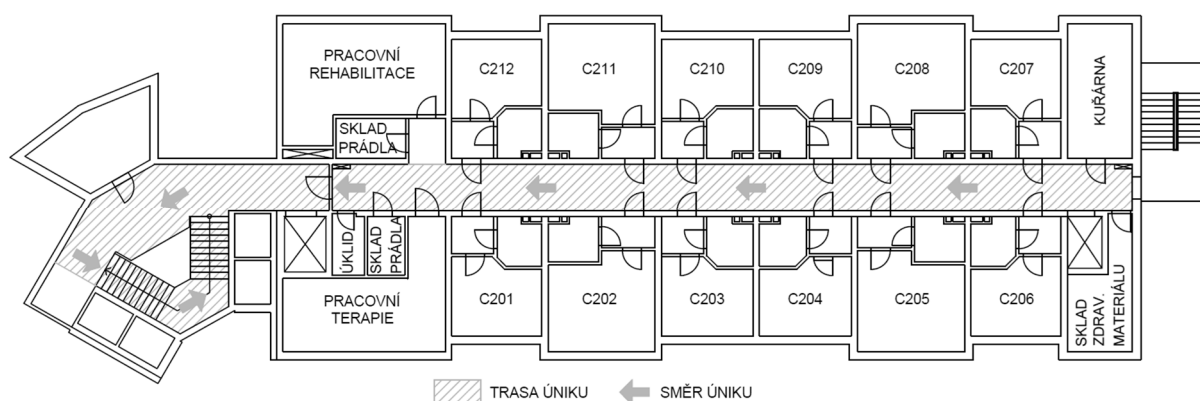 PRACOVNÍ
REHABILITACE
C212
C211
C210
C209
C208
C207
KUŘÁRNA
SKLAD
PRÁDLA
ÚKLID
SKLAD
PRÁDLA
PRACOVNÍ
TERAPIE
C201
C202
C203
C204
C205
C206
SKLAD
ZDRAV.
MATERIÁLU
TRASA ÚNIKU
SMĚR ÚNIKU